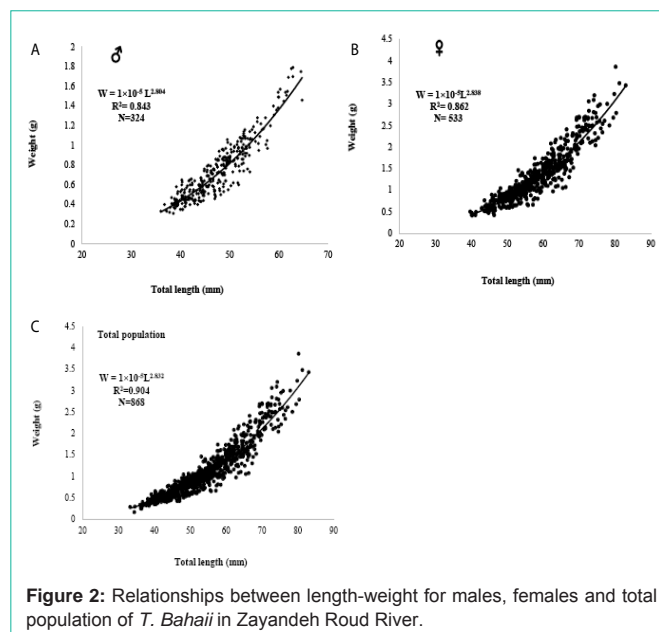 A
♂
W = 1×10⁻⁵ L²·⁸⁰⁴
R²= 0.843
N=324
Weight (g)
2
1.8
1.6
1.4
1.2
1
0.8
0.6
0.4
0.2
0
20 30 40 50 60 70
Total length (mm)
B
♀
W = 1×10⁻⁵L²·⁸³⁸
R²= 0.862
N= 533
Weight (g)
4.5
4
3.5
3
2.5
2
1.5
1
0.5
0
20 30 40 50 60 70 80 90
Total length (mm)
C
Total population
W = 1×10⁻⁵L²·⁸³²
R²=0.904
N=868
Weight (g)
4.5
4
3.5
3
2.5
2
1.5
1
0.5
0
20 30 40 50 60 70 80 90
Total length (mm)
Figure 2: Relationships between length-weight for males, females and total
population of T. Bahaii in Zayandeh Roud River.